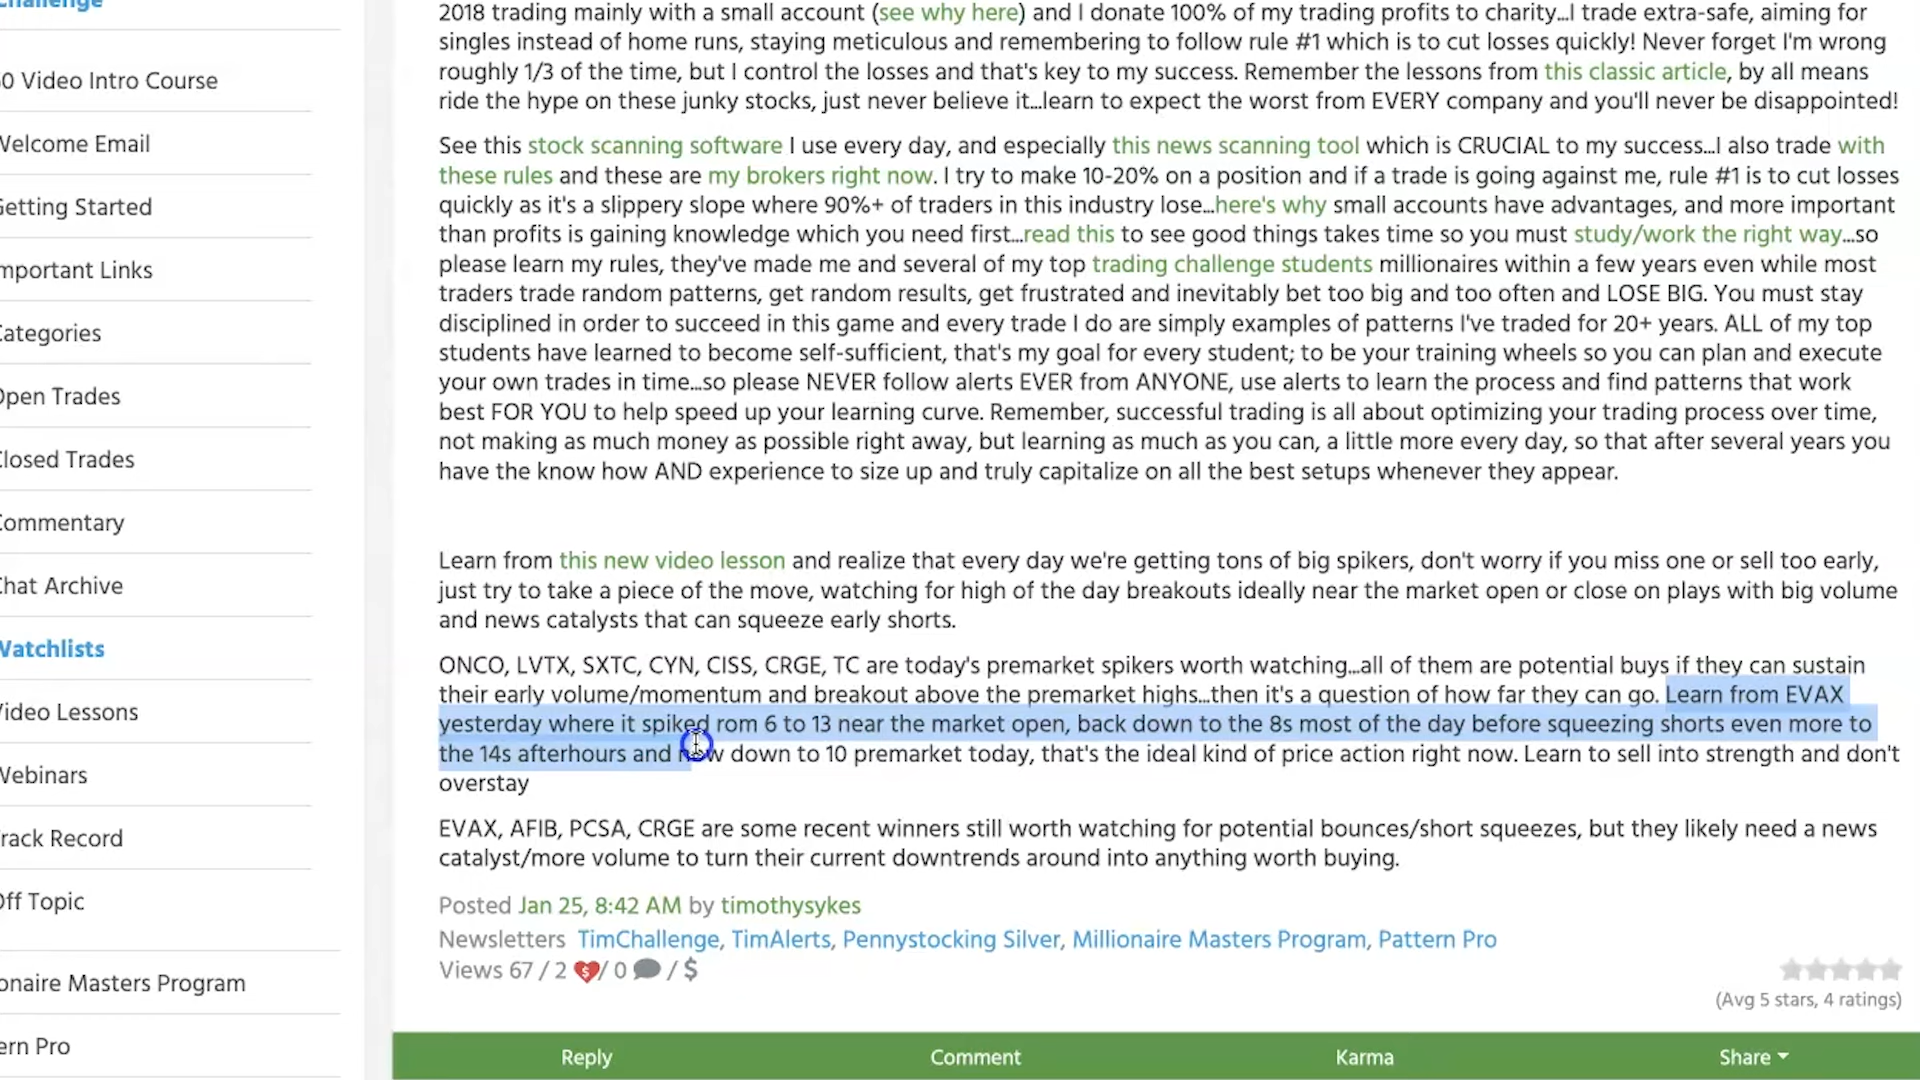 Challenge
0 Video Intro Course
Welcome Email
Getting Started
mportant Links
Categories
Open Trades
Closed Trades
Commentary
Chat Archive
Watchlists
Video Lessons
Webinars
rack Record
Off Topic
onaire Masters Program
ern Pro
2018 trading mainly with a small account (see why here) and I donate 100% of my trading profits to charity...I trade extra-safe, aiming for
singles instead of home runs, staying meticulous and remembering to follow rule #1 which is to cut losses quickly! Never forget I'm wrong
roughly 1/3 of the time, but I control the losses and that's key to my success. Remember the lessons from this classic article, by all means
ride the hype on these junky stocks, just never believe it...learn to expect the worst from EVERY company and you'll never be disappointed!
See this stock scanning software I use every day, and especially this news scanning tool which is CRUCIAL to my success...I also trade with
these rules and these are my brokers right now. I try to make 10-20% on a position and if a trade is going against me, rule #1 is to cut losses
quickly as it's a slippery slope where 90%+ of traders in this industry lose...here's why small accounts have advantages, and more important
than profits is gaining knowledge which you need first...read this to see good things takes time so you must study/work the right way...so
please learn my rules, they've made me and several of my top trading challenge students millionaires within a few years even while most
traders trade random patterns, get random results, get frustrated and inevitably bet too big and too often and LOSE BIG. You must stay
disciplined in order to succeed in this game and every trade I do are simply examples of patterns I've traded for 20+ years. ALL of my top
students have learned to become self-sufficient, that's my goal for every student; to be your training wheels so you can plan and execute
your own trades in time...so please NEVER follow alerts EVER from ANYONE, use alerts to learn the process and find patterns that work
best FOR YOU to help speed up your learning curve. Remember, successful trading is all about optimizing your trading process over time,
not making as much money as possible right away, but learning as much as you can, a little more every day, so that after several years you
have the know how AND experience to size up and truly capitalize on all the best setups whenever they appear.
Learn from this new video lesson and realize that every day we're getting tons of big spikers, don't worry if you miss one or sell too early,
just try to take a piece of the move, watching for high of the day breakouts ideally near the market open or close on plays with big volume
and news catalysts that can squeeze early shorts.
ONCO, LVTX, SXTC, CYN, CISS, CRGE, TC are today's premarket spikers worth watching...all of them are potential buys if they can sustain
their early volume/momentum and breakout above the premarket highs...then it's a question of how far they can go. Learn from EVAX
yesterday where it spiked rom 6 to 13 near the market open, back down to the 8s most of the day before squeezing shorts even more to
the 14s afterhours and now down to 10 premarket today, that's the ideal kind of price action right now. Learn to sell into strength and don't
overstay
EVAX, AFIB, PCSA, CRGE are some recent winners still worth watching for potential bounces/short squeezes, but they likely need a news
catalyst/more volume to turn their current downtrends around into anything worth buying.
Posted Jan 25, 8:42 AM by timothysykes
Newsletters TimChallenge, TimAlerts, Pennystocking Silver, Millionaire Masters Program, Pattern Pro
Views 67 / 2 / 0 / $
(Avg 5 stars, 4 ratings)
Reply Comment Karma Share